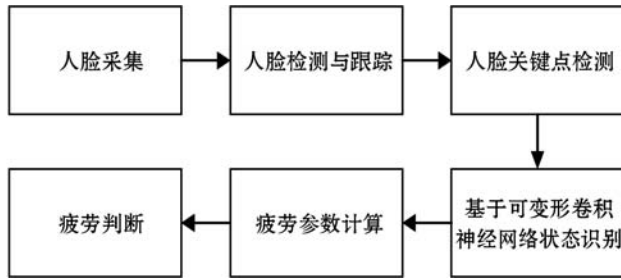 人脸采集
人脸检测与跟踪
人脸关键点检测
基于可变形卷积
神经网络状态识别
疲劳参数计算
疲劳判断